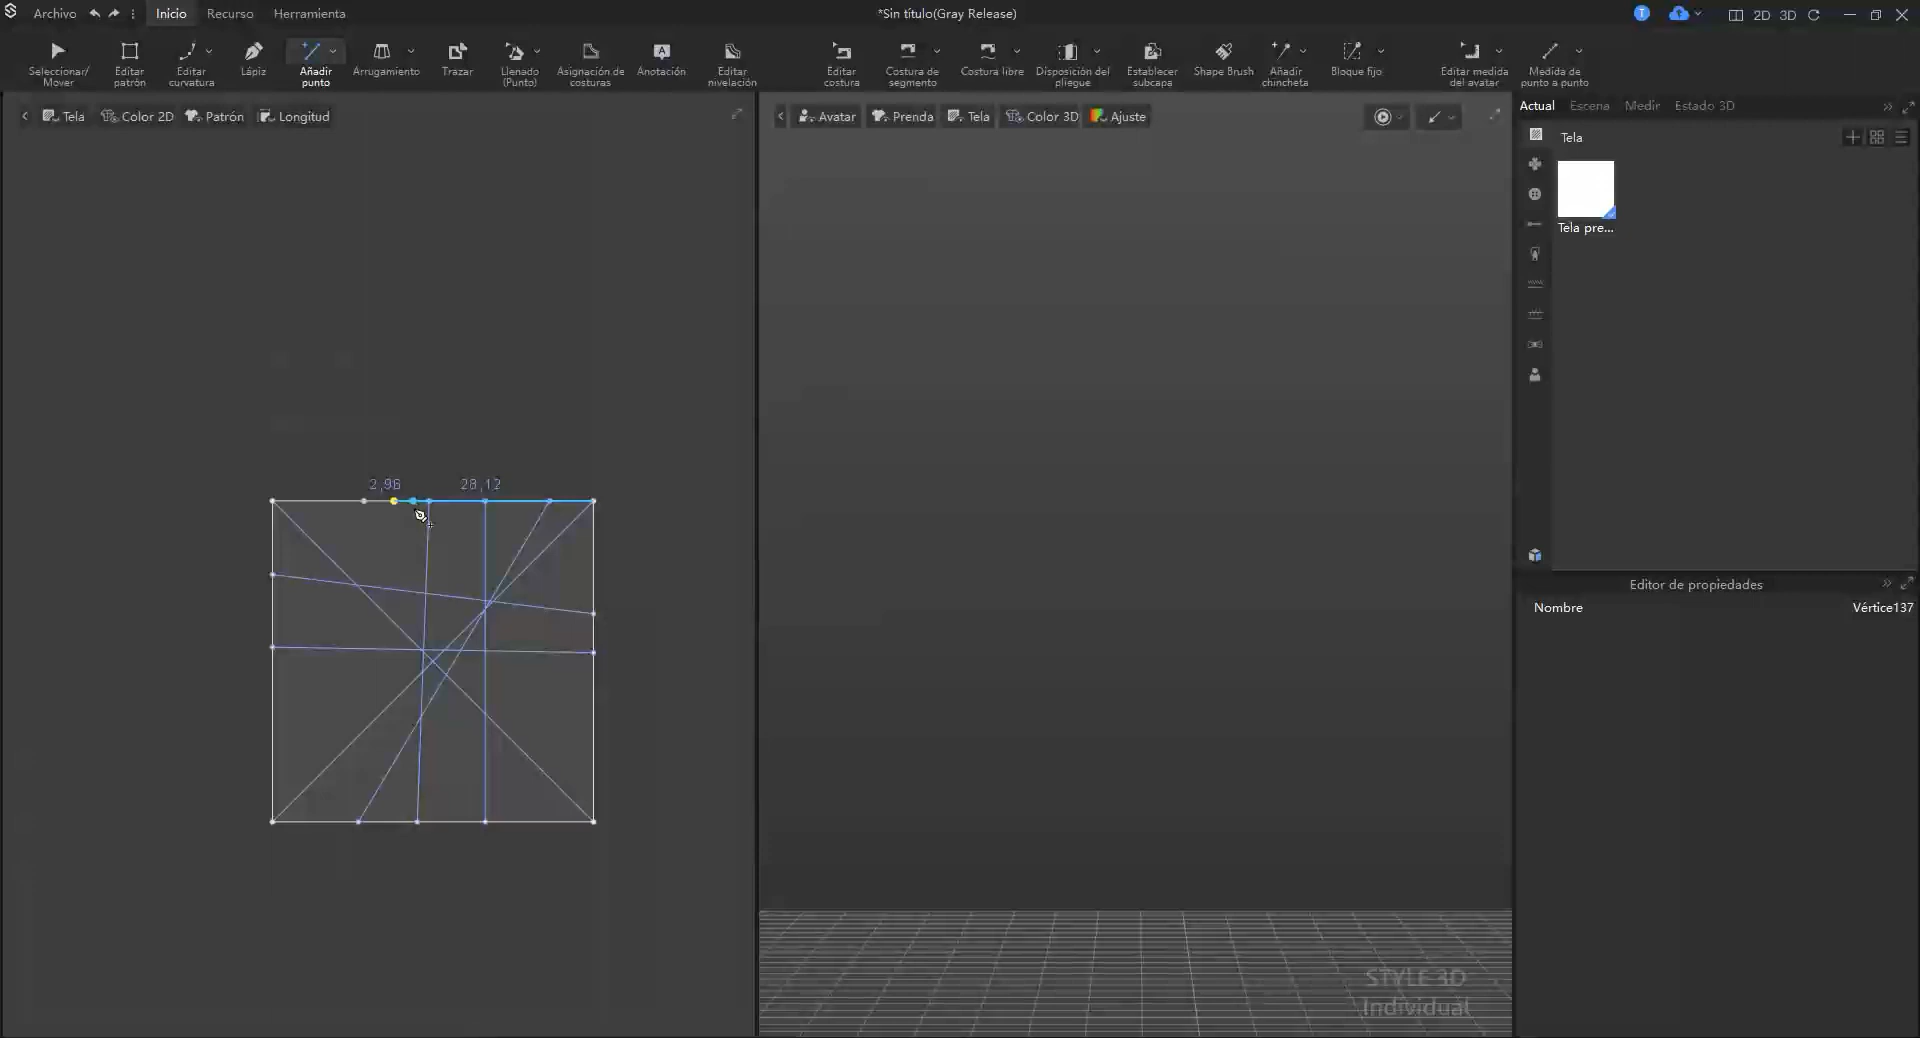 Archivo
Inicio
Recurso
Herramienta
*Sin título(Gray Release)
T
2D
3D
Seleccionar/
Mover
Editar
patrón
Editar
curvatura
Lápiz
Añadir
punto
Arrugamiento
Trazar
Llenado
(Punto)
Asignación de
costuras
A
Anotación
Editar
nivelación
Editar
costura
Costura de
segmento
Costura libre
Disposición del
pliegue
Establecer
subcapa
Shape Brush
Añadir
chincheta
Bloque fijo
Editar medida
del avatar
Medida de
punto a punto
Tela
Color 2D
Patrón
Longitud
Avatar
Prenda
Tela
Color 3D
Ajuste
Actual
Escena
Medir
Estado 3D
Tela
Tela pre...
2,96
28,12
Editor de propiedades
Nombre
Vértice137
STYLE 3D
Individual